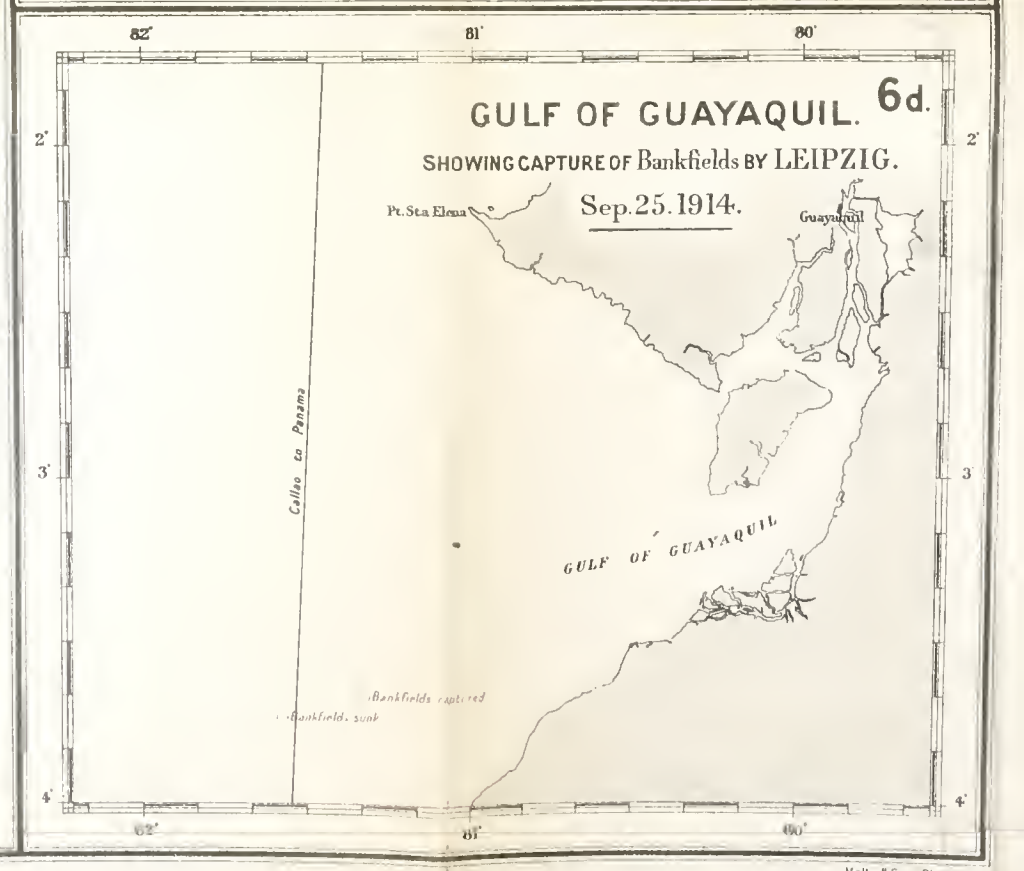 82° 81° 80°
6d.
GULF OF GUAYAQUIL.
2° 2°
SHOWING CAPTURE OF Bankfields BY LEIPZIG.
Sep.25.1914.
Pt. Sta Elena
Guayaquil
Callao to Panama
3° 3°
GULF OF GUAYAQUIL
Bankfields captured
Bankfields sunk
4° 4°
82° 81° 80°